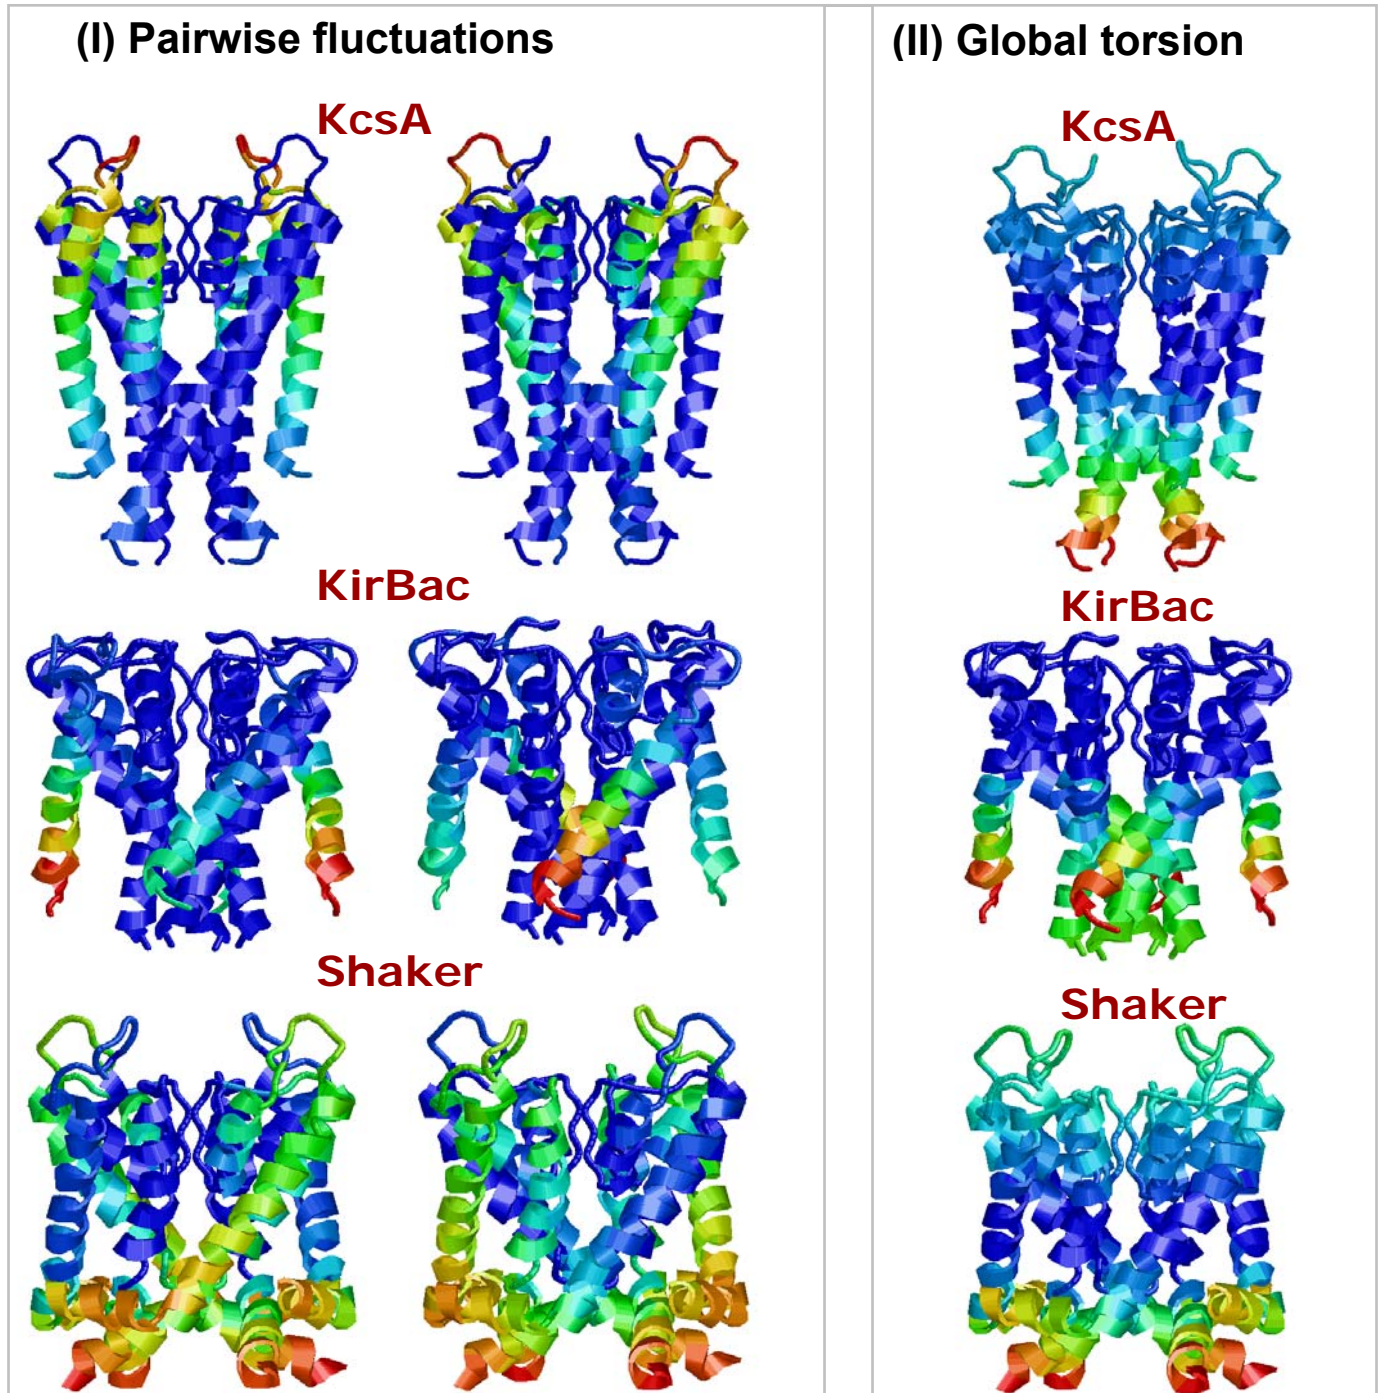 (I) Pairwise fluctuations
(II) Global torsion
KcsA
KcsA
KirBac
KirBac
Shaker
Shaker